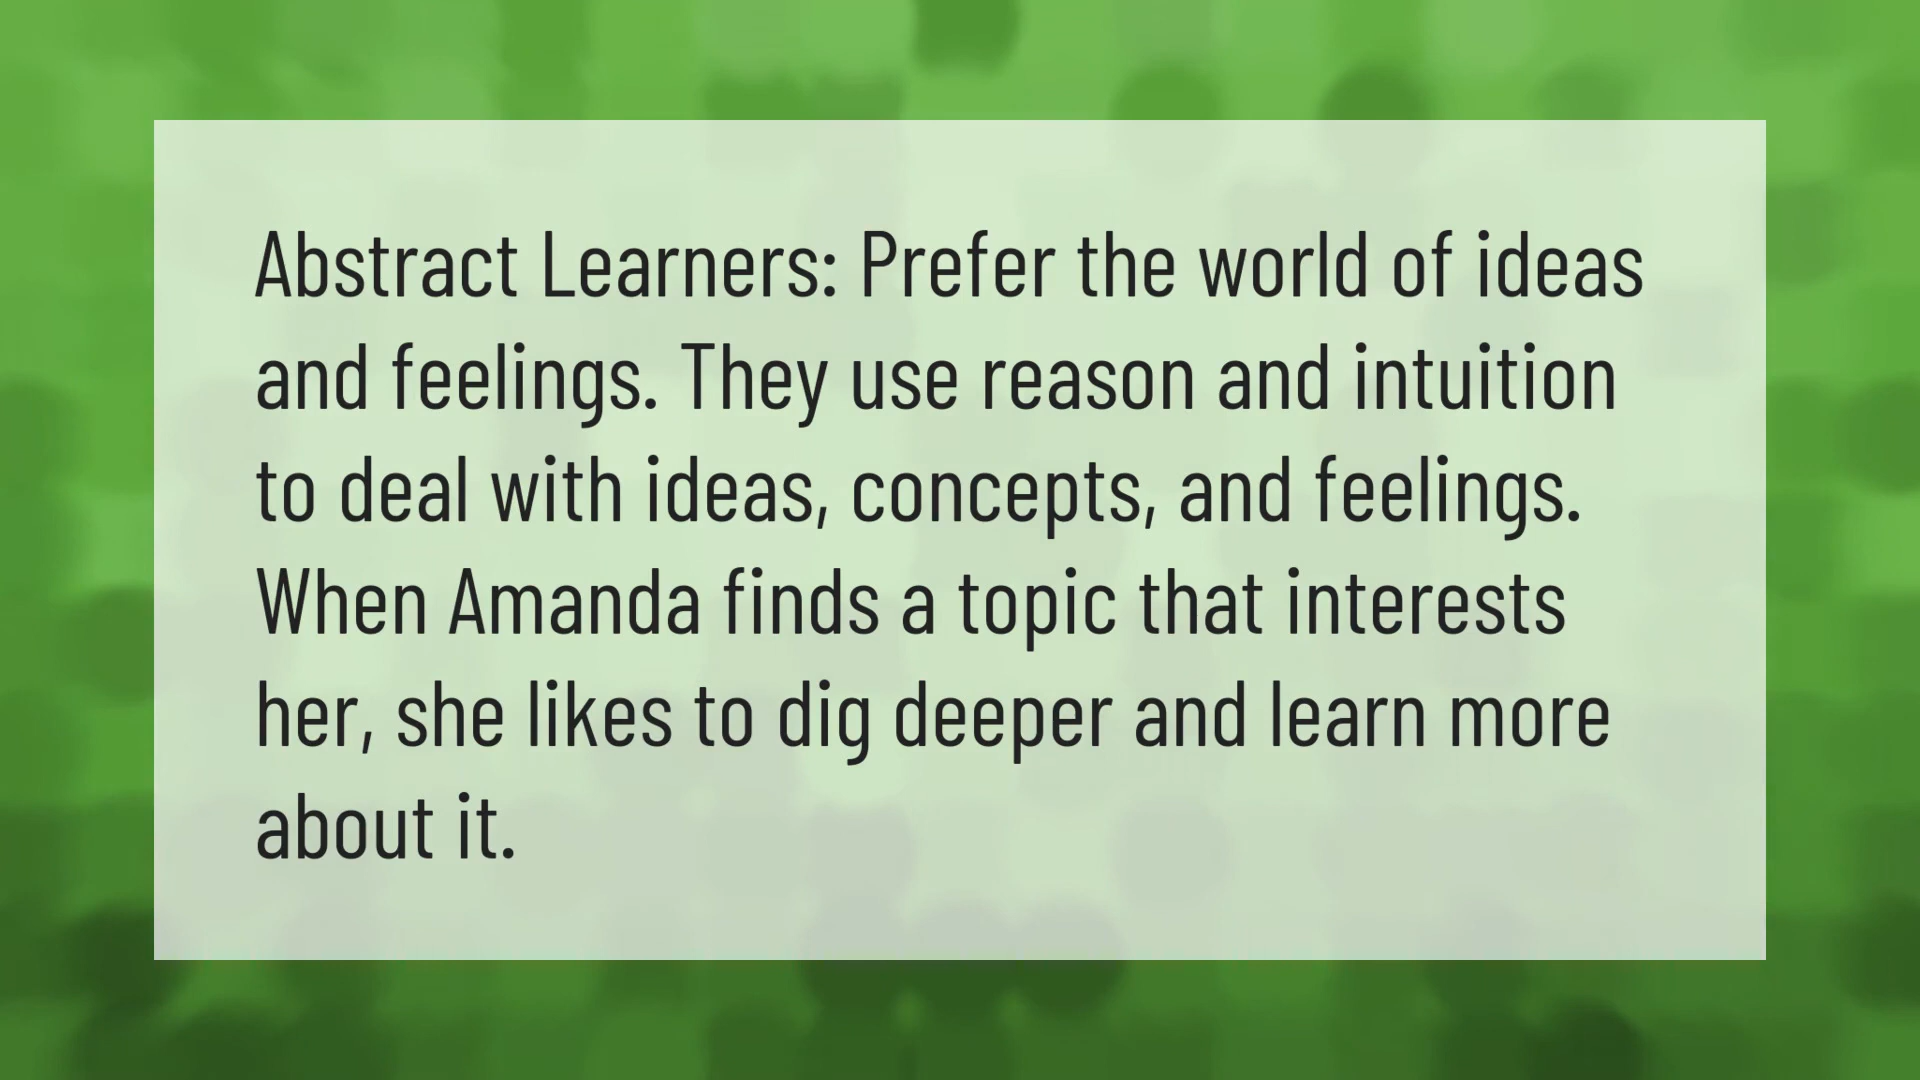 Abstract Learners: Prefer the world of ideas
and feelings. They use reason and intuition
to deal with ideas, concepts, and feelings.
When Amanda finds a topic that interests
her, she likes to dig deeper and learn more
about it.